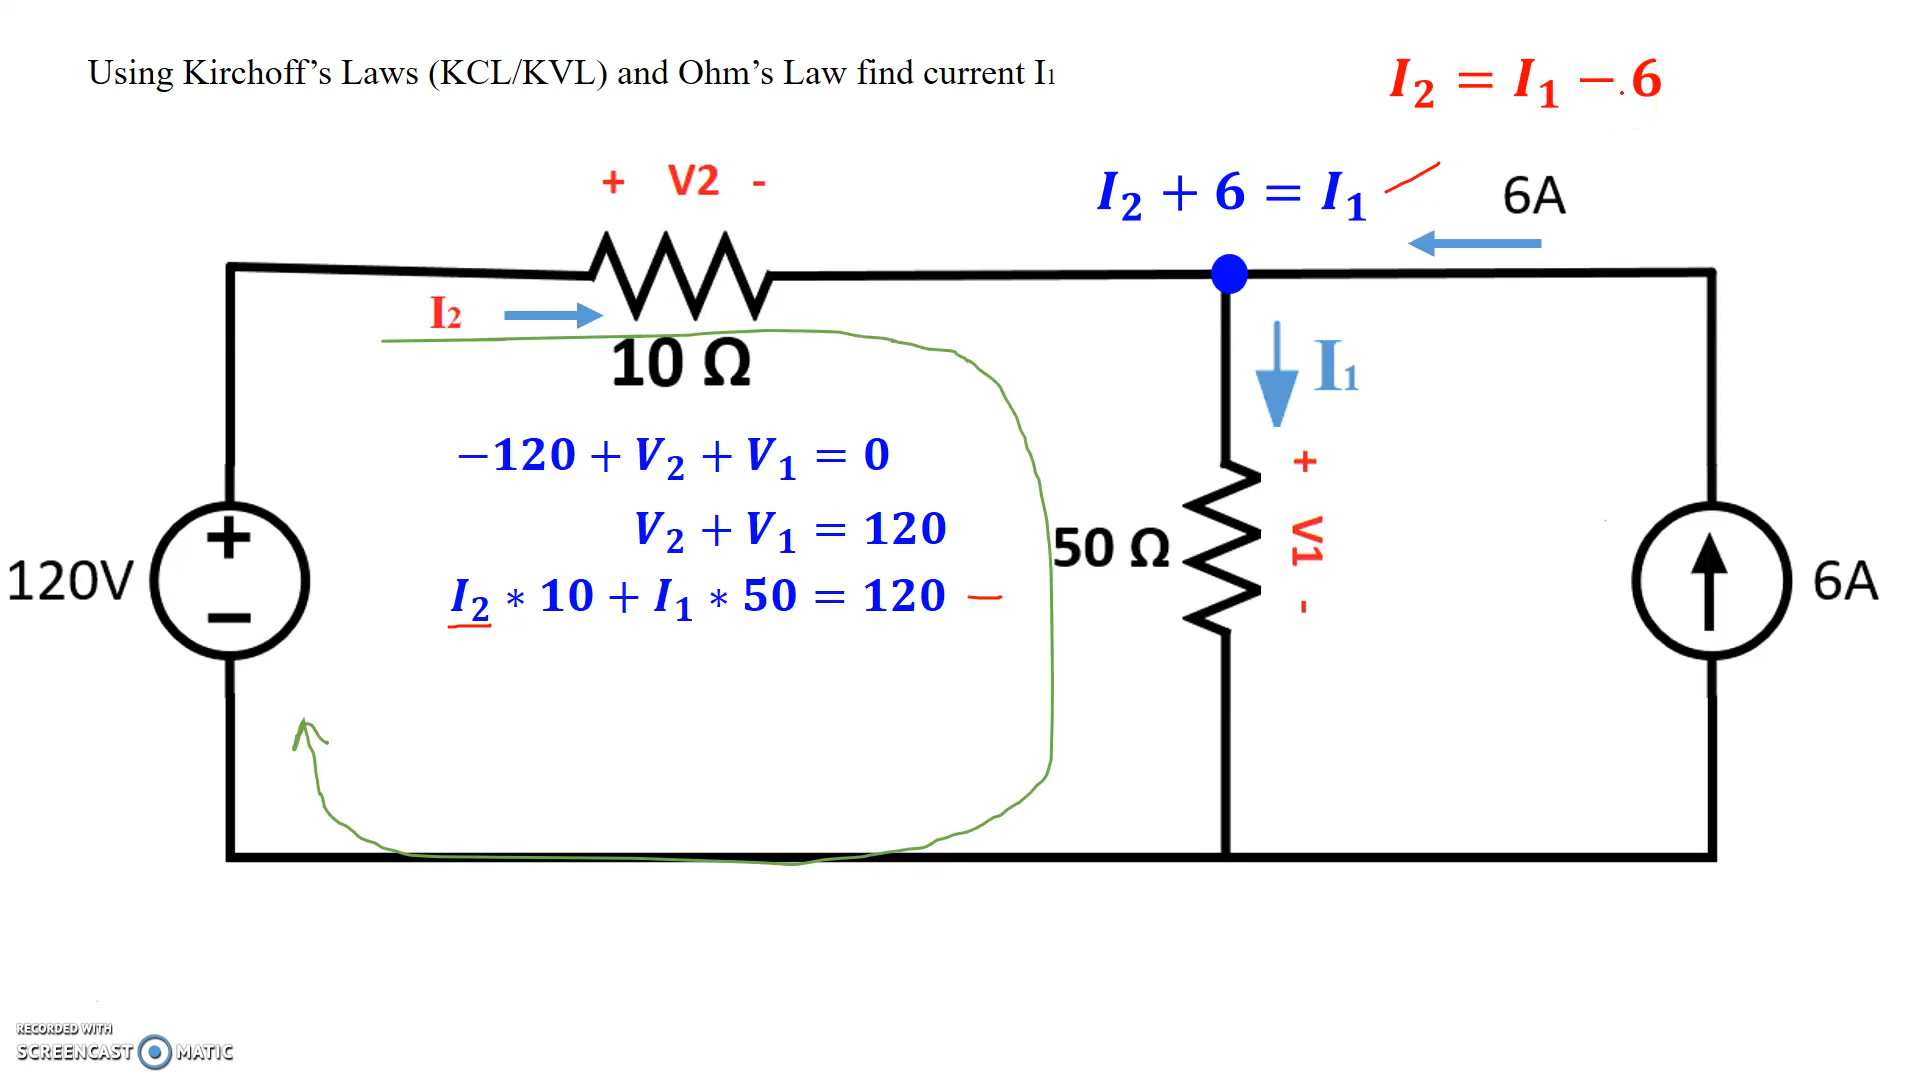 Using Kirchoff’s Laws (KCL/KVL) and Ohm’s Law find current I₁
I₂ = I₁ − 6
+ V2 -
I₂ + 6 = I₁
6A
I₂
10 Ω
I₁
−120 + V₂ + V₁ = 0
V₂ + V₁ = 120
I₂ ∗ 10 + I₁ ∗ 50 = 120
50 Ω
+ V1 -
120V
+
−
6A
RECORDED WITH
SCREENCAST MATIC